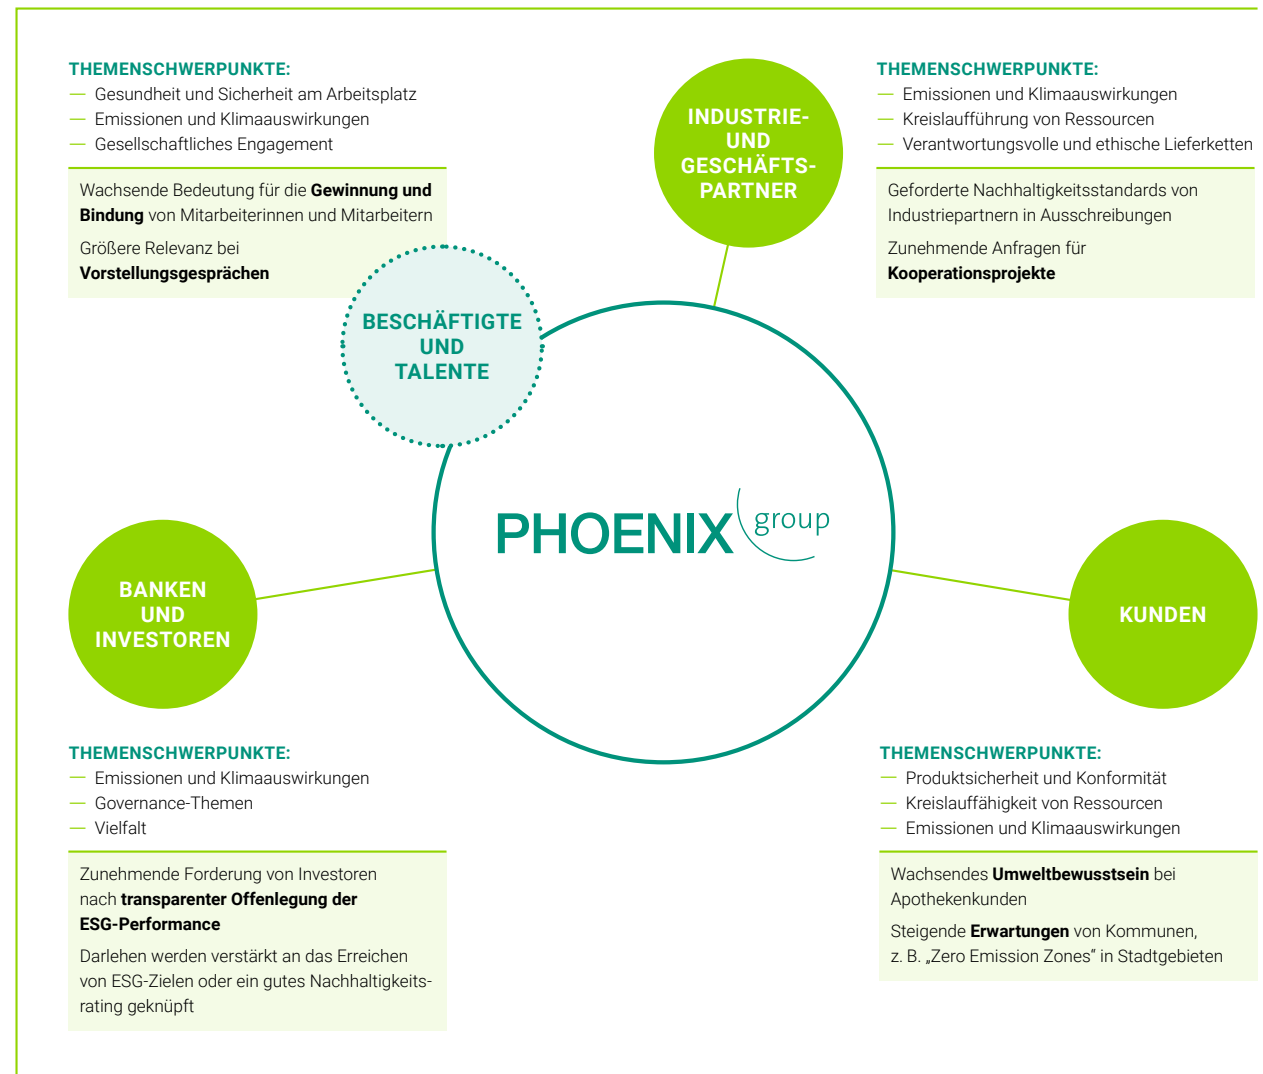 THEMENSCHWERPUNKTE:
— Gesundheit und Sicherheit am Arbeitsplatz
— Emissionen und Klimaauswirkungen
— Gesellschaftliches Engagement
Wachsende Bedeutung für die Gewinnung und
Bindung von Mitarbeiterinnen und Mitarbeitern
Größere Relevanz bei
Vorstellungsgesprächen
BESCHÄFTIGTE
UND
TALENTE
INDUSTRIE-
UND
GESCHÄFTS-
PARTNER
THEMENSCHWERPUNKTE:
— Emissionen und Klimaauswirkungen
— Kreislaufführung von Ressourcen
— Verantwortungsvolle und ethische Lieferketten
Geforderte Nachhaltigkeitsstandards von
Industriepartnern in Ausschreibungen
Zunehmende Anfragen für
Kooperationsprojekte
PHOENIX group
BANKEN
UND
INVESTOREN
THEMENSCHWERPUNKTE:
— Emissionen und Klimaauswirkungen
— Governance-Themen
— Vielfalt
Zunehmende Forderung von Investoren
nach transparenter Offenlegung der
ESG-Performance
Darlehen werden verstärkt an das Erreichen
von ESG-Zielen oder ein gutes Nachhaltigkeits-
rating geknüpft
KUNDEN
THEMENSCHWERPUNKTE:
— Produktsicherheit und Konformität
— Kreislauffähigkeit von Ressourcen
— Emissionen und Klimaauswirkungen
Wachsendes Umweltbewusstsein bei
Apothekenkunden
Steigende Erwartungen von Kommunen,
z. B. „Zero Emission Zones“ in Stadtgebieten